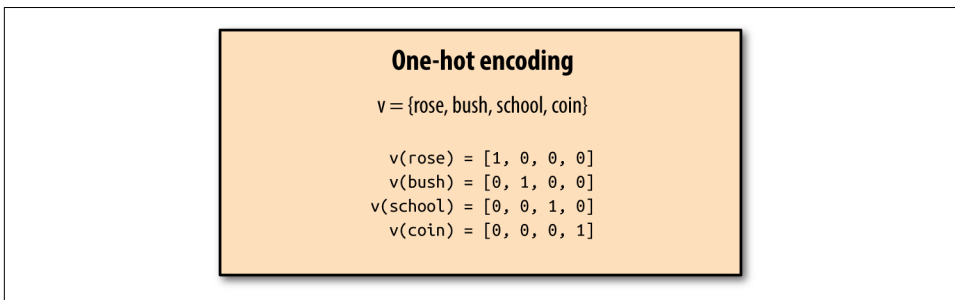 One-hot encoding
v = {rose, bush, school, coin}
v(rose) = [1, 0, 0, 0]
v(bush) = [0, 1, 0, 0]
v(school) = [0, 0, 1, 0]
v(coin) = [0, 0, 0, 1]